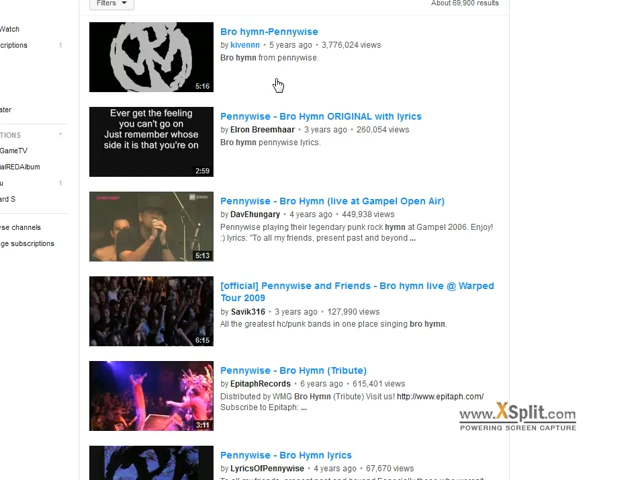 Filters
About 69,900 results
Watch
criptions 1
ater
TIONS
GameTV
ialREDAlbum
u 1
ard S
se channels
ge subscriptions
5:16
Bro hymn-Pennywise
by kivennn • 5 years ago • 3,776,024 views
Bro hymn from pennywise.
Ever get the feeling
you can't go on
Just remember whose
side it is that you're on
2:59
Pennywise - Bro Hymn ORIGINAL with lyrics
by Elron Breemhaar • 3 years ago • 260,054 views
Bro hymn pennywise lyrics.
5:13
Pennywise - Bro Hymn (live at Gampel Open Air)
by DavEhungary • 4 years ago • 449,938 views
Pennywise playing their legendary punk rock hymn at Gampel 2006. Enjoy!
:) lyrics: "To all my friends, present past and beyond ...
6:15
[official] Pennywise and Friends - Bro hymn live @ Warped
Tour 2009
by Savik316 • 3 years ago • 127,990 views
All the greatest hc/punk bands in one place singing bro hymn.
3:11
Pennywise - Bro Hymn (Tribute)
by EpitaphRecords • 6 years ago • 615,401 views
Distributed by WMG Bro Hymn (Tribute) Visit us! http://www.epitaph.com/
Subscribe to Epitaph: ...
www.XSplit.com
POWERING SCREEN CAPTURE
Pennywise - Bro Hymn lyrics
by LyricsOfPennywise • 4 years ago • 67,670 views